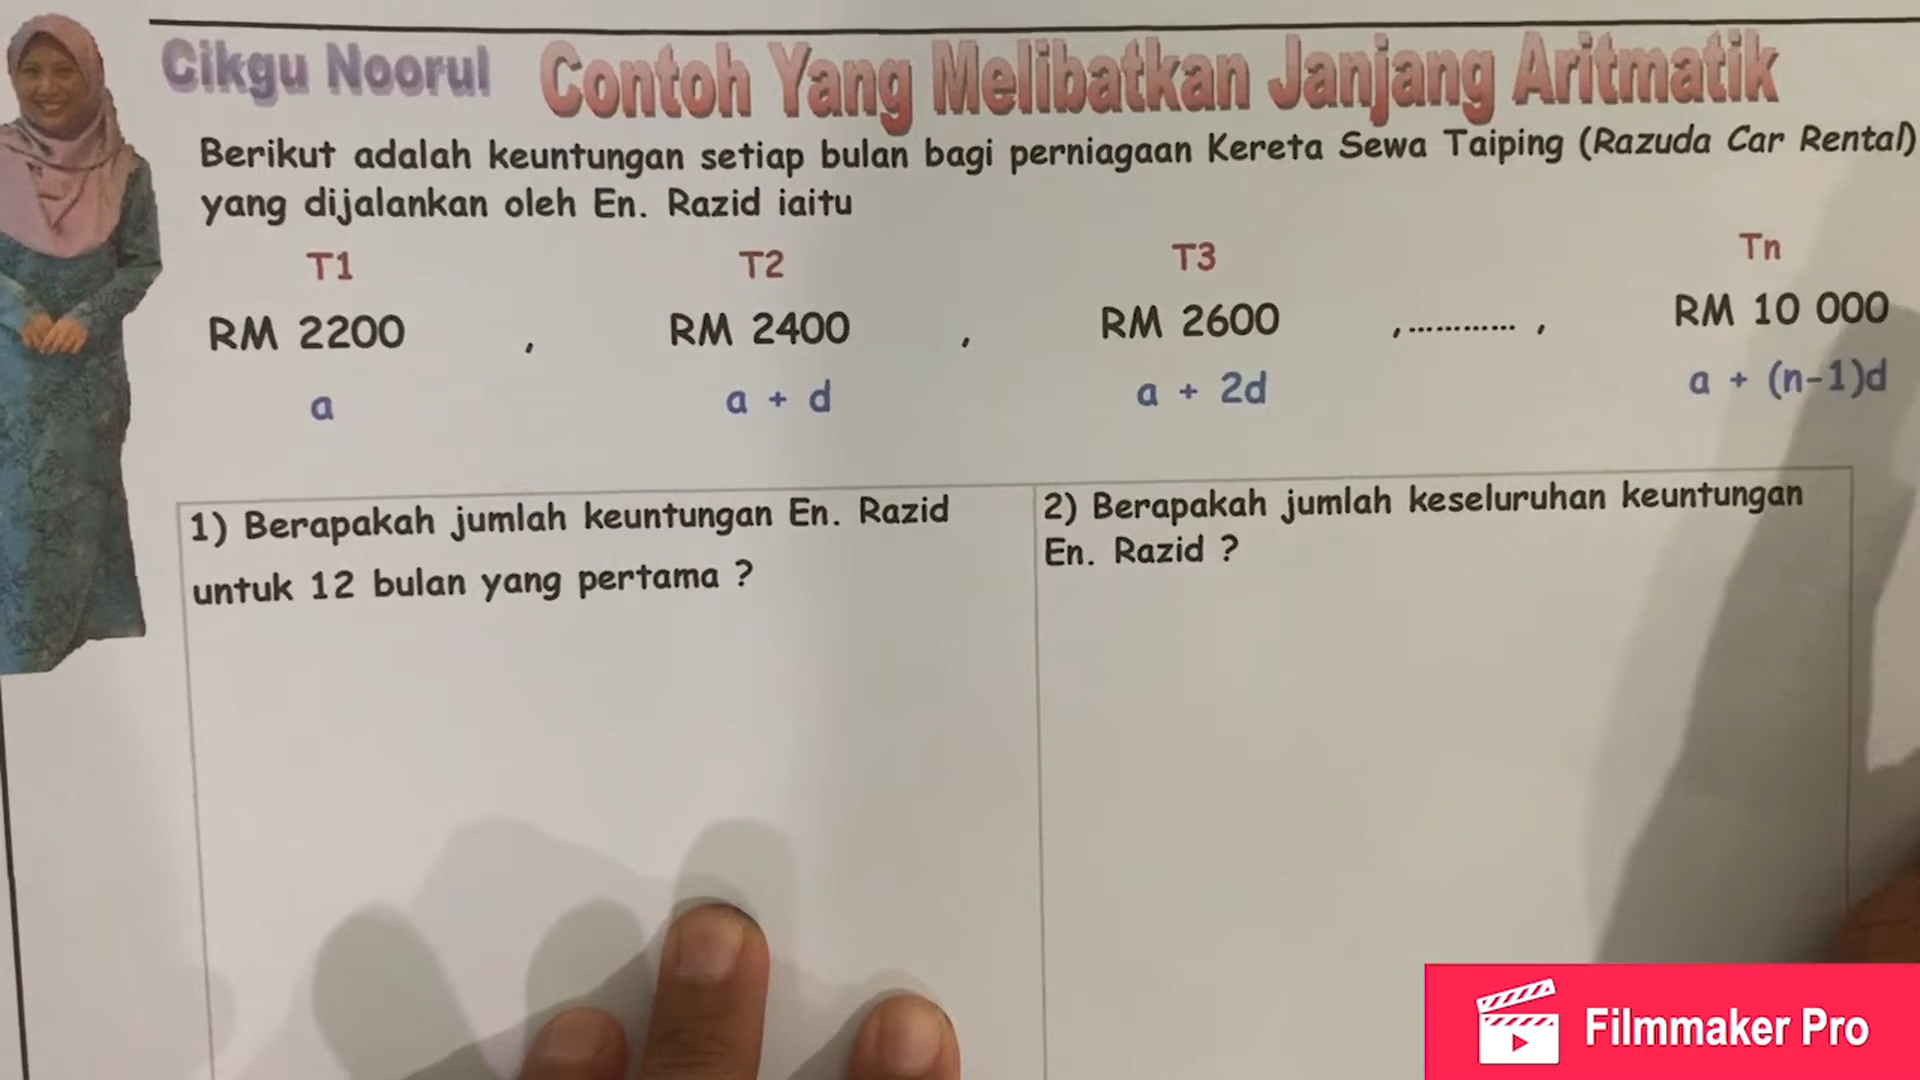 Cikgu Noorul Contoh Yang Melibatkan Janjang Aritmatik
Berikut adalah keuntungan setiap bulan bagi perniagaan Kereta Sewa Taiping (Razuda Car Rental)
yang dijalankan oleh En. Razid iaitu
T1 T2 T3 Tn
RM 2200 , RM 2400 , RM 2600 , ............ , RM 10 000
a a + d a + 2d a + (n-1)d
1) Berapakah jumlah keuntungan En. Razid
untuk 12 bulan yang pertama ?
2) Berapakah jumlah keseluruhan keuntungan
En. Razid ?
Filmmaker Pro